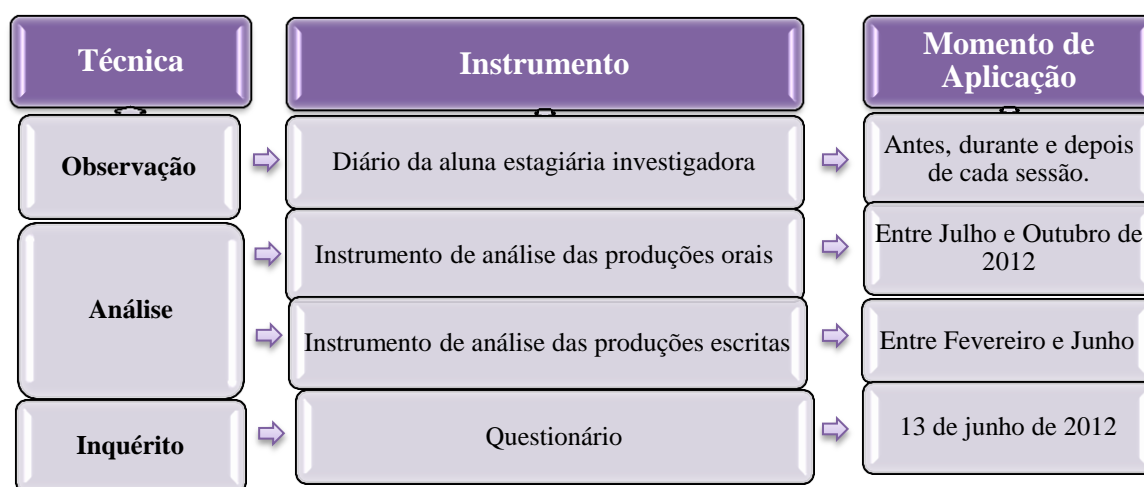 Técnica
Instrumento
Momento de
Aplicação
Observação
Diário da aluna estagiária investigadora
Antes, durante e depois
de cada sessão.
Análise
Instrumento de análise das produções orais
Entre Julho e Outubro de
2012
Instrumento de análise das produções escritas
Entre Fevereiro e Junho
Inquérito
Questionário
13 de junho de 2012